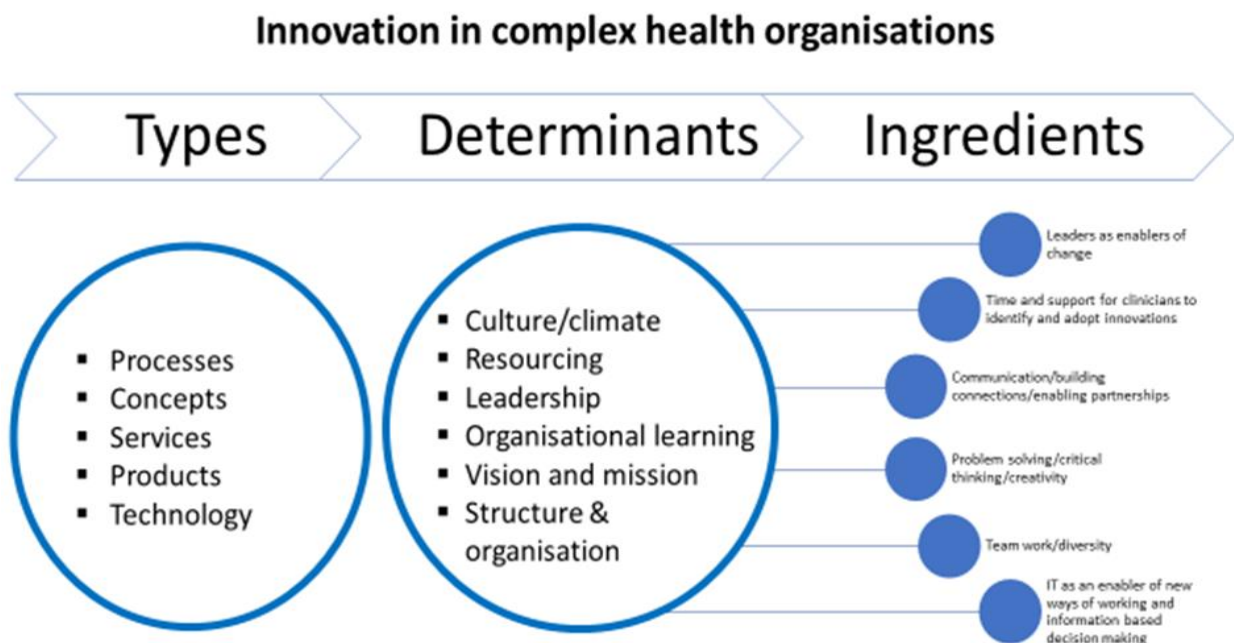 Innovation in complex health organisations
Types
Determinants
Ingredients
▪ Processes
▪ Concepts
▪ Services
▪ Products
▪ Technology
▪ Culture/climate
▪ Resourcing
▪ Leadership
▪ Organisational learning
▪ Vision and mission
▪ Structure &
organisation
Leaders as enablers of
change
Time and support for clinicians to
identify and adopt innovations
Communication/building
connections/enabling partnerships
Problem solving/critical
thinking/creativity
Team work/diversity
IT as an enabler of new
ways of working and
information based
decision making